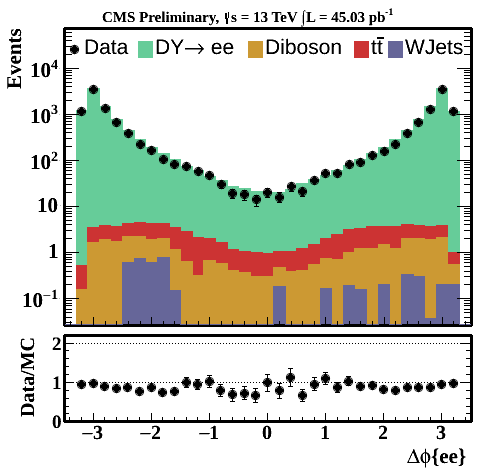 CMS Preliminary, √s = 13 TeV ∫L = 45.03 pb⁻¹
Data DY→ ee Diboson tt̄ WJets
Events
10⁴
10³
10²
10
1
10⁻¹
Data/MC
2
1
0
−3 −2 −1 0 1 2 3
Δϕ{ee}